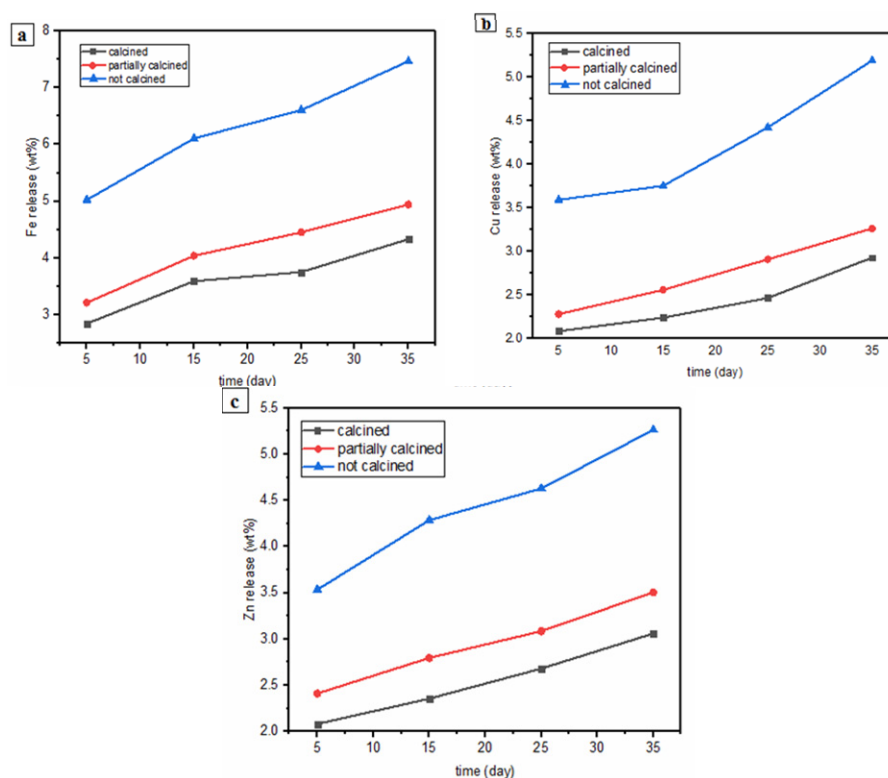 a
calcined
partially calcined
not calcined
Fe release (wt%)
8
7
6
5
4
3
5 10 15 20 25 30 35
time (day)
b
calcined
partially calcined
not calcined
Cu release (wt%)
5.5
5.0
4.5
4.0
3.5
3.0
2.5
2.0
5 10 15 20 25 30 35
time (day)
c
calcined
partially calcined
not calcined
Zn release (wt%)
5.5
5.0
4.5
4.0
3.5
3.0
2.5
2.0
5 10 15 20 25 30 35
time (day)